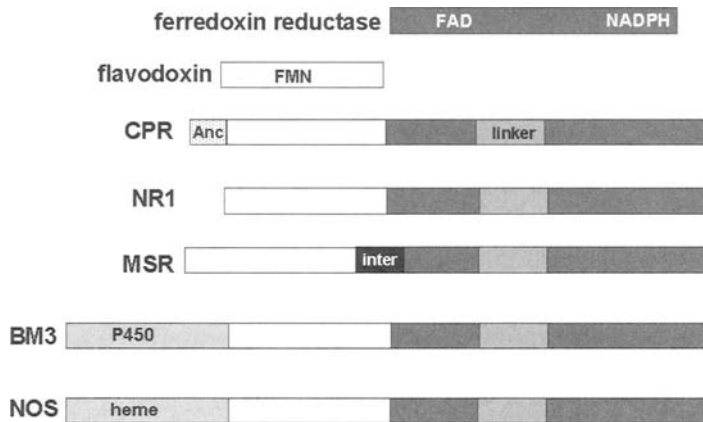 ferredoxin reductase FAD NADPH
flavodoxin FMN
CPR Anc linker
NR1
MSR inter
BM3 P450
NOS heme